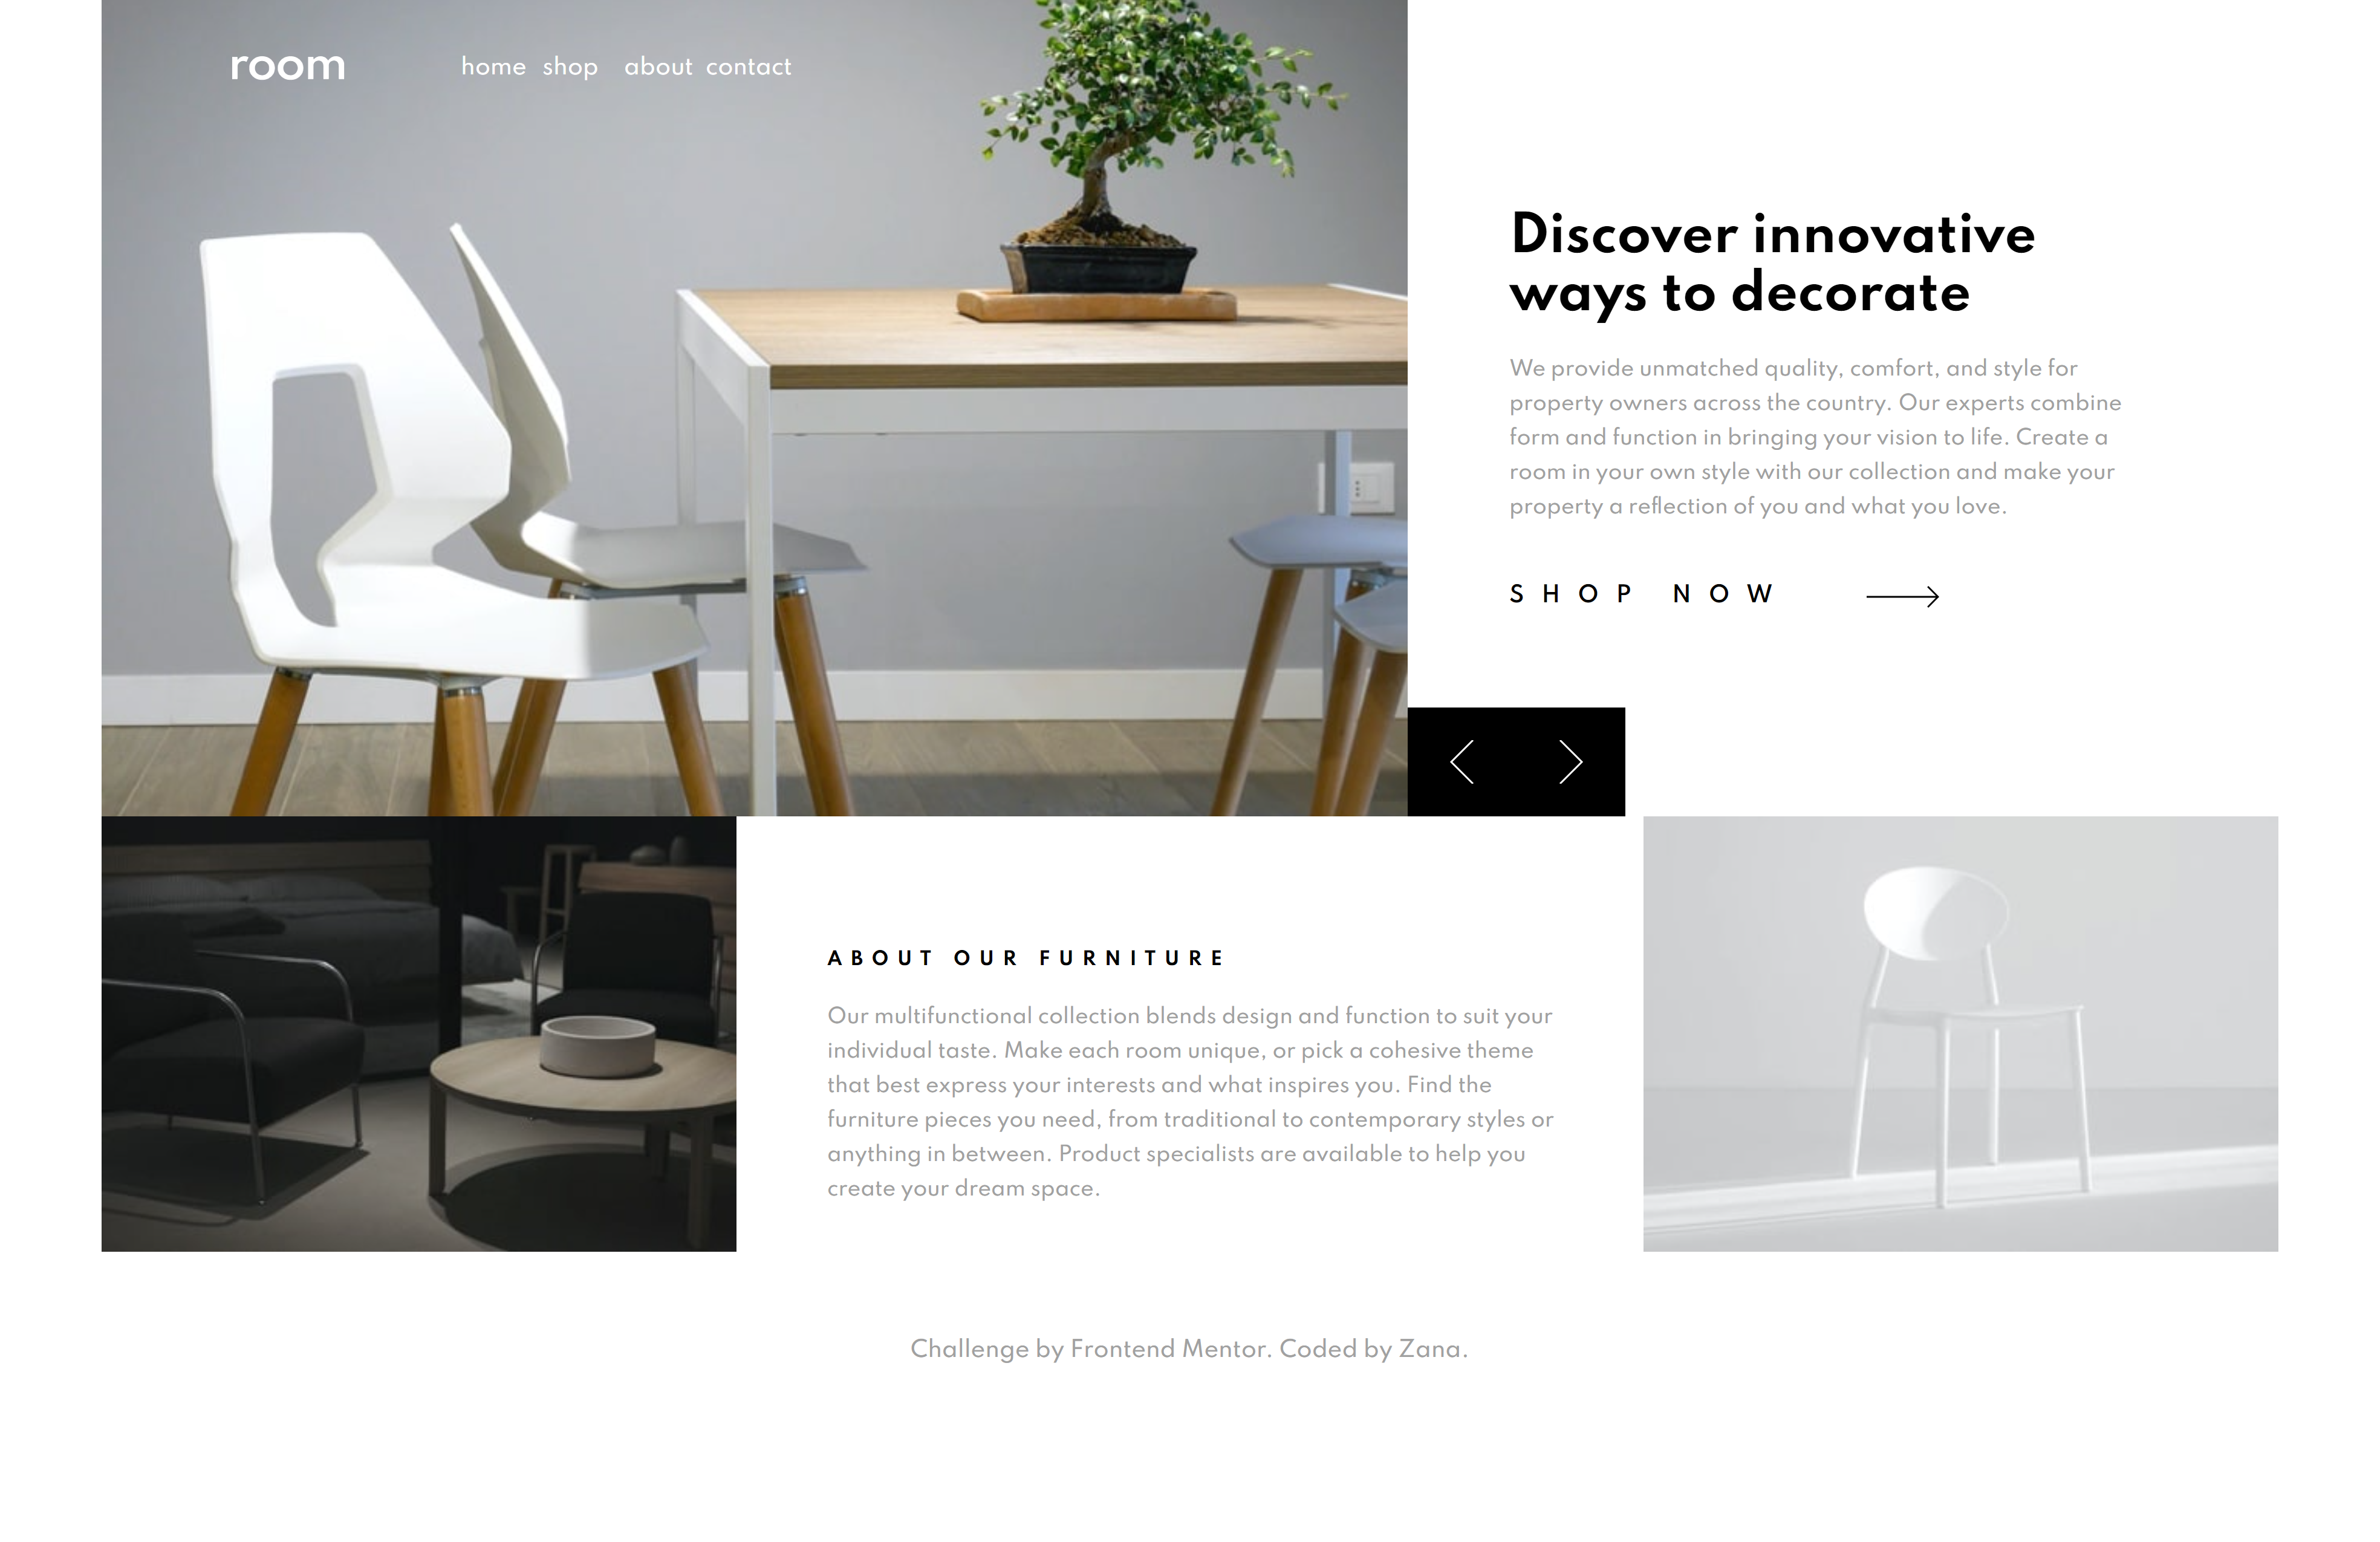 room
home shop about contact
Discover innovative
ways to decorate
We provide unmatched quality, comfort, and style for
property owners across the country. Our experts combine
form and function in bringing your vision to life. Create a
room in your own style with our collection and make your
property a reflection of you and what you love.
SHOP NOW
ABOUT OUR FURNITURE
Our multifunctional collection blends design and function to suit your
individual taste. Make each room unique, or pick a cohesive theme
that best express your interests and what inspires you. Find the
furniture pieces you need, from traditional to contemporary styles or
anything in between. Product specialists are available to help you
create your dream space.
Challenge by Frontend Mentor. Coded by Zana.